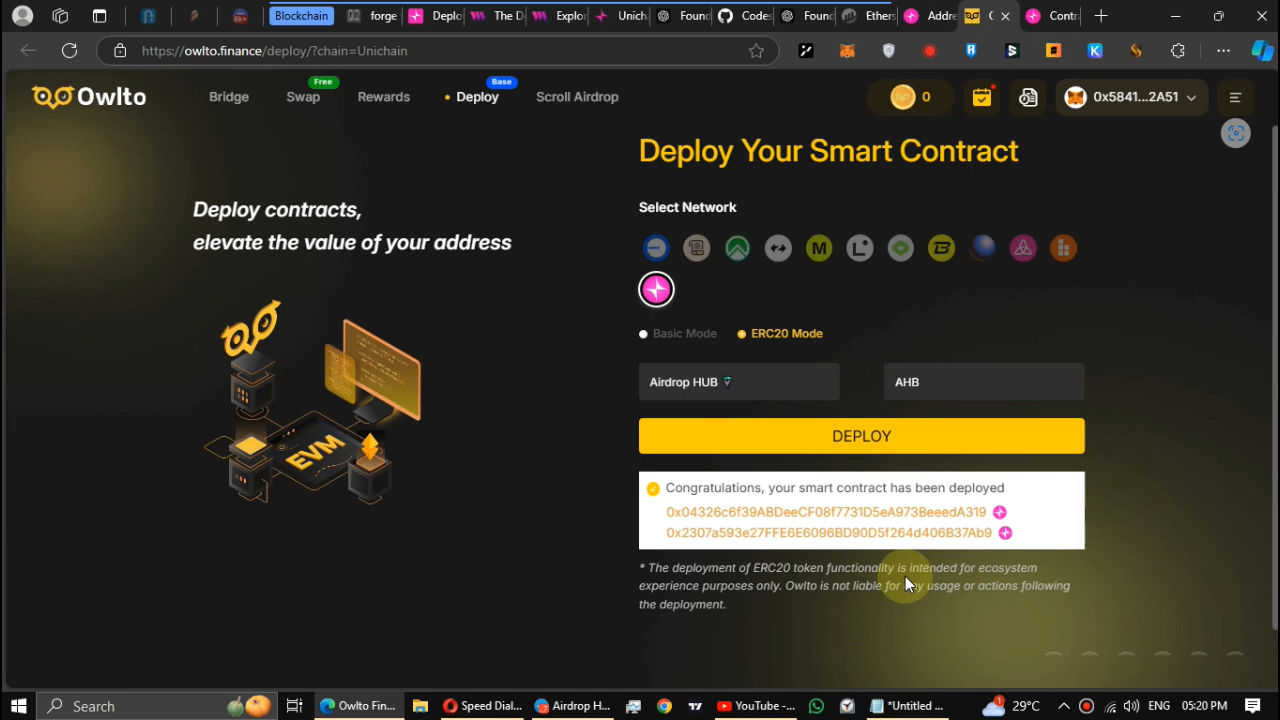 Blockchain
forge
Deplo
The D
Explor
Unich
Found
Codes
Found
Ethers
Addre
C
Contr
https://owlto.finance/deploy/?chain=Unichain
Owlto
Bridge
Free
Swap
Rewards
Base
Deploy
Scroll Airdrop
0
0x5841...2A51
Deploy contracts,
elevate the value of your address
EVM
Deploy Your Smart Contract
Select Network
Basic Mode
ERC20 Mode
Airdrop HUB
AHB
DEPLOY
Congratulations, your smart contract has been deployed
0x04326c6f39ABDeeCF08f7731D5eA973BeeedA319
0x2307a593e27FFE6E6096BD90D5f264d406B37Ab9
* The deployment of ERC20 token functionality is intended for ecosystem
experience purposes only. Owlto is not liable for any usage or actions following
the deployment.
Search
Owlto Fin...
Speed Dial...
Airdrop H...
YouTube -...
*Untitled ...
1
29°C
ENG
05:20 PM